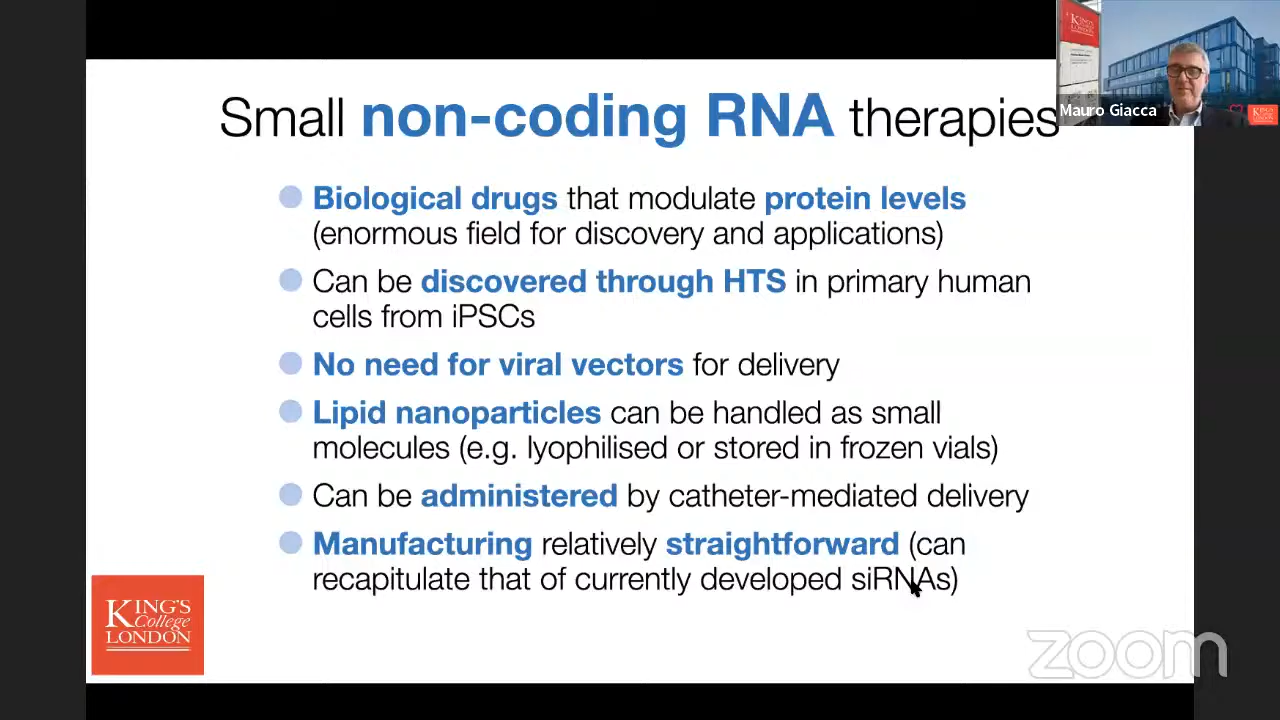 Small non-coding RNA therapies
Biological drugs that modulate protein levels
(enormous field for discovery and applications)
Can be discovered through HTS in primary human
cells from iPSCs
No need for viral vectors for delivery
Lipid nanoparticles can be handled as small
molecules (e.g. lyophilised or stored in frozen vials)
Can be administered by catheter-mediated delivery
Manufacturing relatively straightforward (can
recapitulate that of currently developed siRNAs)
KING'S
College
LONDON
Mauro Giacca
KING'S
College
LONDON
zoom